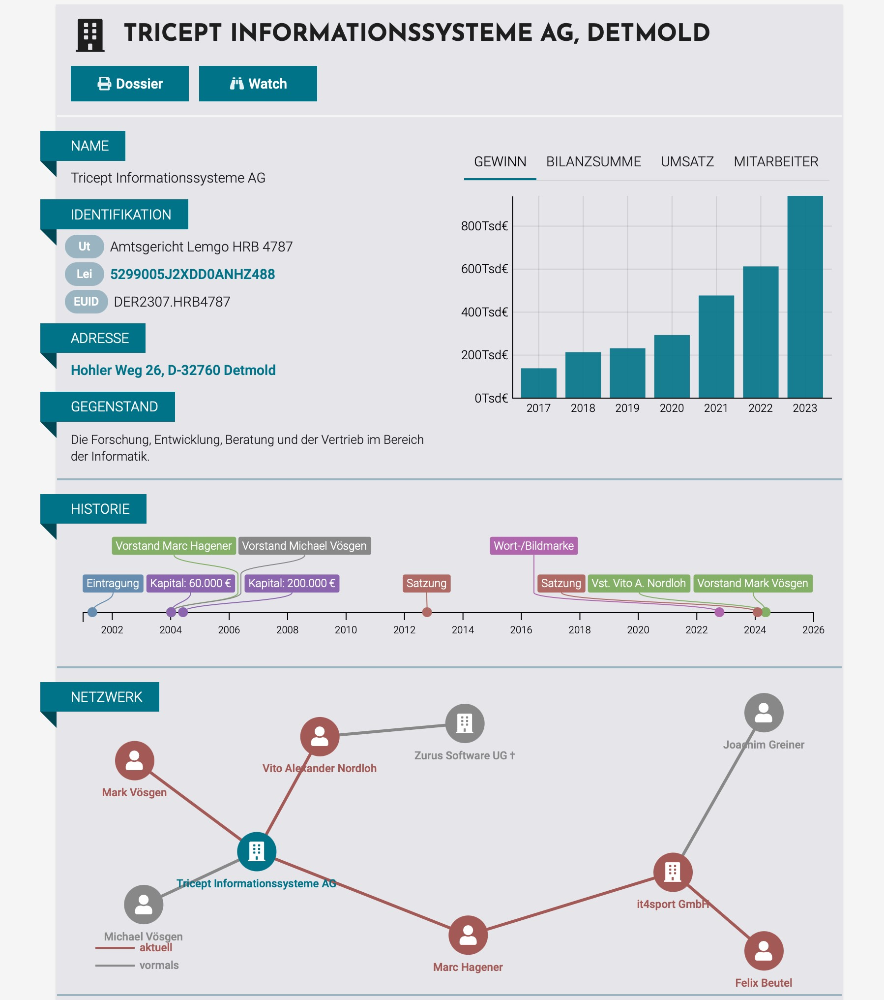 TRICEPT INFORMATIONSSYSTEME AG, DETMOLD
Dossier
Watch
NAME
Tricept Informationssysteme AG
IDENTIFIKATION
Ut Amtsgericht Lemgo HRB 4787
Lei 5299005J2XDD0ANHZ488
EUID DER2307.HRB4787
ADRESSE
Hohler Weg 26, D-32760 Detmold
GEGENSTAND
Die Forschung, Entwicklung, Beratung und der Vertrieb im Bereich
der Informatik.
GEWINN BILANZSUMME UMSATZ MITARBEITER
800Tsd€
600Tsd€
400Tsd€
200Tsd€
0Tsd€
2017 2018 2019 2020 2021 2022 2023
HISTORIE
Vorstand Marc Hagener Vorstand Michael Vösgen Wort-/Bildmarke
Eintragung Kapital: 60.000 € Kapital: 200.000 € Satzung Satzung Vst. Vito A. Nordloh Vorstand Mark Vösgen
2002 2004 2006 2008 2010 2012 2014 2016 2018 2020 2022 2024 2026
NETZWERK
Joachim Greiner
Zurus Software UG †
Vito Alexander Nordloh
Mark Vösgen
Tricept Informationssysteme AG
it4sport GmbH
Michael Vösgen
aktuell
vormals
Marc Hagener
Felix Beutel